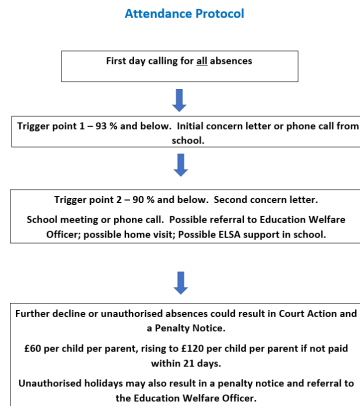 Attendance Protocol
First day calling for all absences
Trigger point 1 – 93 % and below.  Initial concern letter or phone call from
school.
Trigger point 2 – 90 % and below.  Second concern letter.
School meeting or phone call.  Possible referral to Education Welfare
Officer; possible home visit; Possible ELSA support in school.
Further decline or unauthorised absences could result in Court Action and
a Penalty Notice.
£60 per child per parent, rising to £120 per child per parent if not paid
within 21 days.
Unauthorised holidays may also result in a penalty notice and referral to
the Education Welfare Officer.